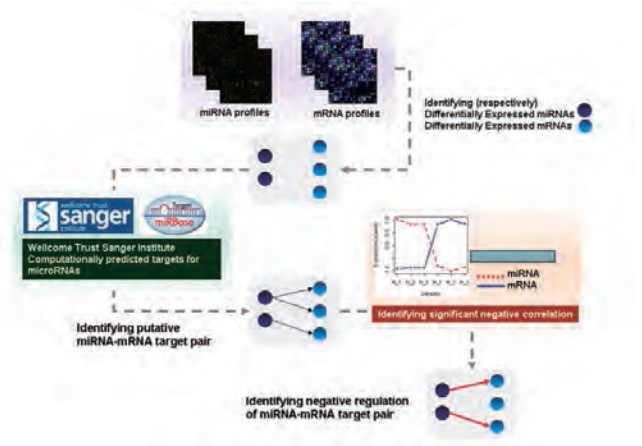 miRNA profiles
mRNA profiles
Identifying (respectively)
Differentially Expressed miRNAs
Differentially Expressed mRNAs
wellcome trust
sanger
institute
miRBase
Wellcome Trust Sanger Institute
Computationally predicted targets for
microRNAs
miRNA
mRNA
Identifying significant negative correlation
Identifying putative
miRNA-mRNA target pair
Identifying negative regulation
of miRNA-mRNA target pair